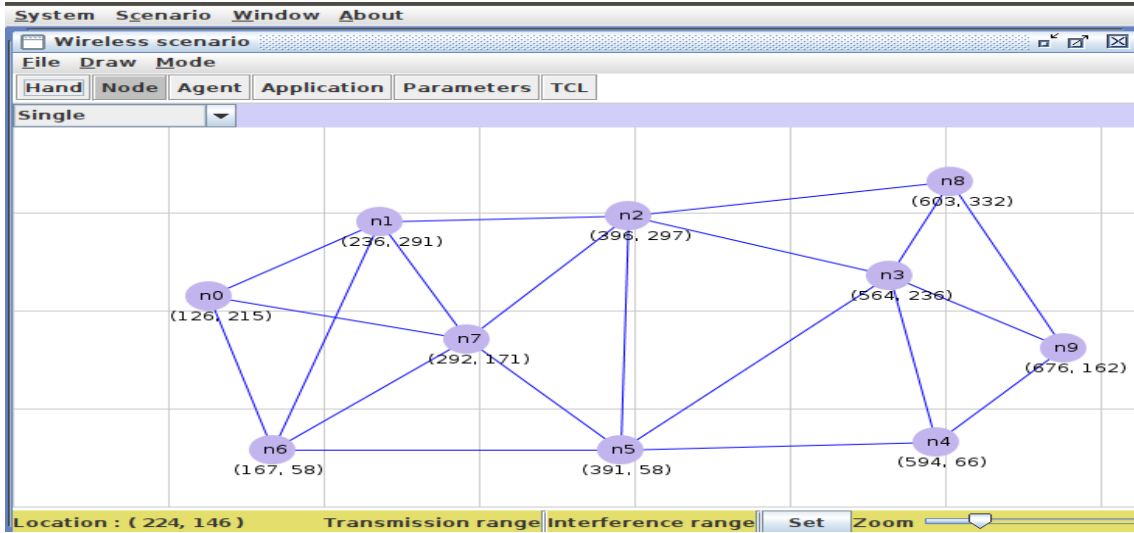 System Scenario Window About
Wireless scenario
File Draw Mode
Hand Node Agent Application Parameters TCL
Single
n8
(603, 332)
n2
(396, 297)
n1
(236, 291)
n3
(564, 236)
n0
(126, 215)
n7
(292, 171)
n9
(676, 162)
n4
(594, 66)
n6
(167, 58)
n5
(391, 58)
Location : ( 224, 146 ) Transmission range Interference range Set Zoom